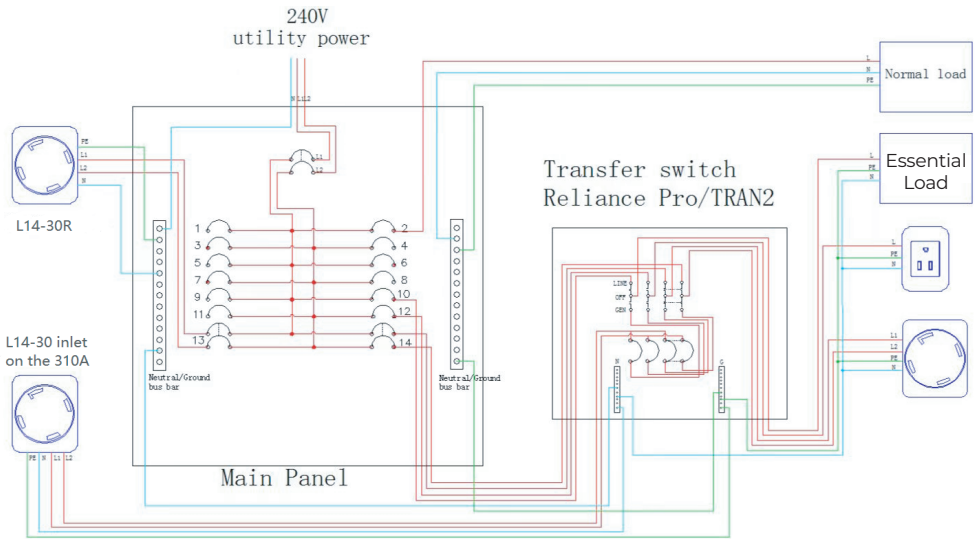 240V
utility power
N L1 L2
L
N
PE
Normal load
PE
L1
L2
N
L14-30R
L1
L2
L
PE
N
Essential
Load
Transfer switch
Reliance Pro/TRAN2
1
2
3
4
5
6
7
8
9
10
11
12
13
14
LINE
OFF
GEN
L
PE
N
L14-30 inlet
on the 310A
Neutral/Ground
bus bar
Neutral/Ground
bus bar
N
G
L1
L2
PE
N
PE N L1 L2
Main Panel